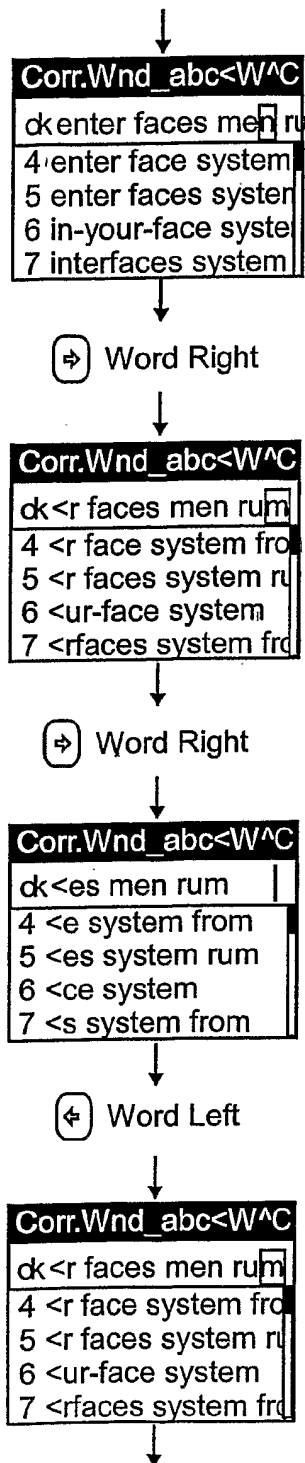 Corr.Wnd_abc<W^C
ok enter faces men ru
4 enter face system
5 enter faces system
6 in-your-face system
7 interfaces system
⇨ Word Right
Corr.Wnd_abc<W^C
ok <r faces men rum
4 <r face system fro
5 <r faces system ru
6 <ur-face system
7 <rfaces system fro
⇨ Word Right
Corr.Wnd_abc<W^C
ok <es men rum
4 <e system from
5 <es system rum
6 <ce system
7 <s system from
⇦ Word Left
Corr.Wnd_abc<W^C
ok <r faces men rum
4 <r face system fro
5 <r faces system ru
6 <ur-face system
7 <rfaces system fro